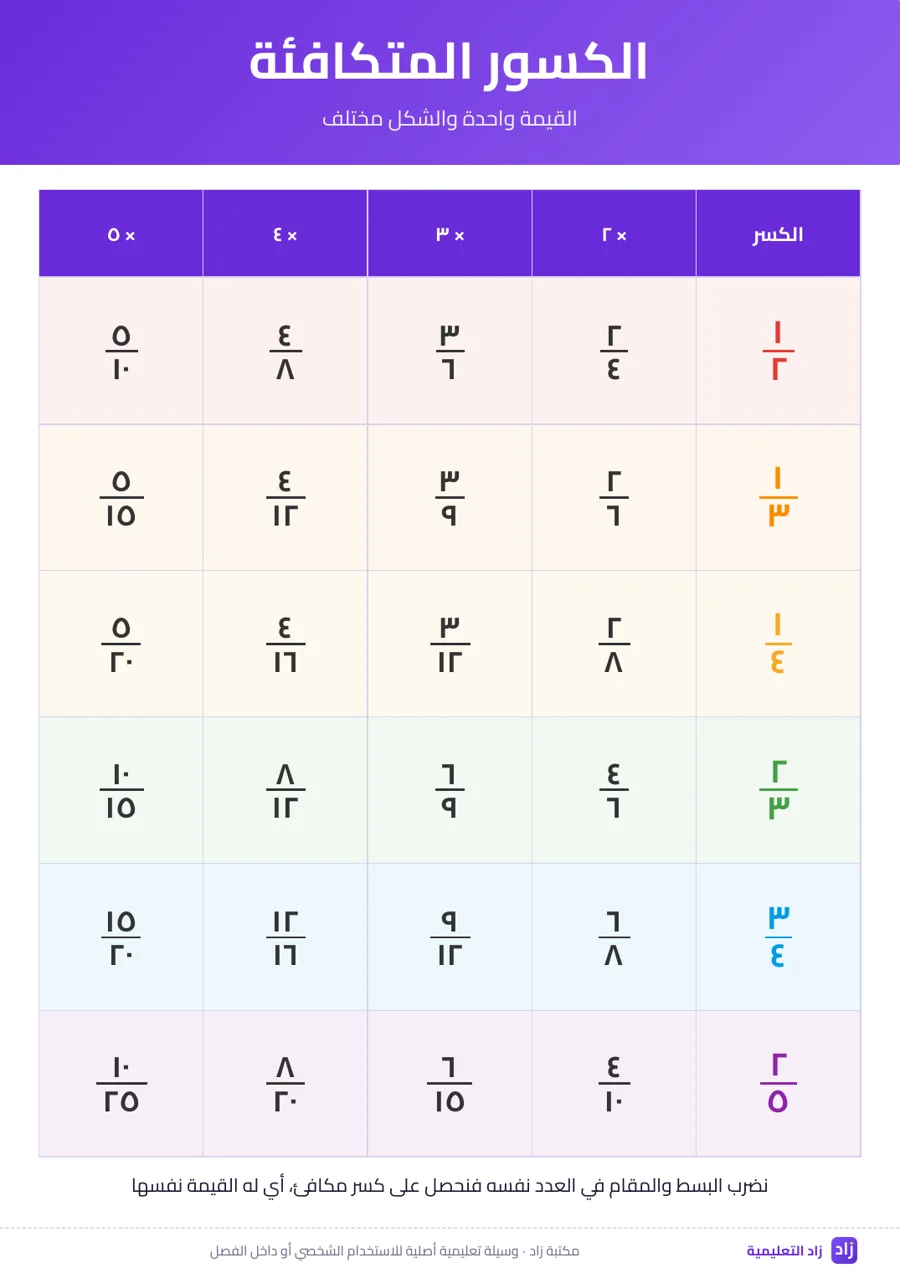 الكسور المتكافئة
القيمة واحدة والشكل مختلف
الكسر × ٢ × ٣ × ٤ × ٥
١/٢ ٢/٤ ٣/٦ ٤/٨ ٥/١٠
١/٣ ٢/٦ ٣/٩ ٤/١٢ ٥/١٥
١/٤ ٢/٨ ٣/١٢ ٤/١٦ ٥/٢٠
٢/٣ ٤/٦ ٦/٩ ٨/١٢ ١٠/١٥
٣/٤ ٦/٨ ٩/١٢ ١٢/١٦ ١٥/٢٠
٢/٥ ٤/١٠ ٦/١٥ ٨/٢٠ ١٠/٢٥
نضرب البسط والمقام في العدد نفسه فنحصل على كسر مكافئ، أي له القيمة نفسها
زاد زاد التعليمية
مكتبة زاد · وسيلة تعليمية أصلية للاستخدام الشخصي أو داخل الفصل